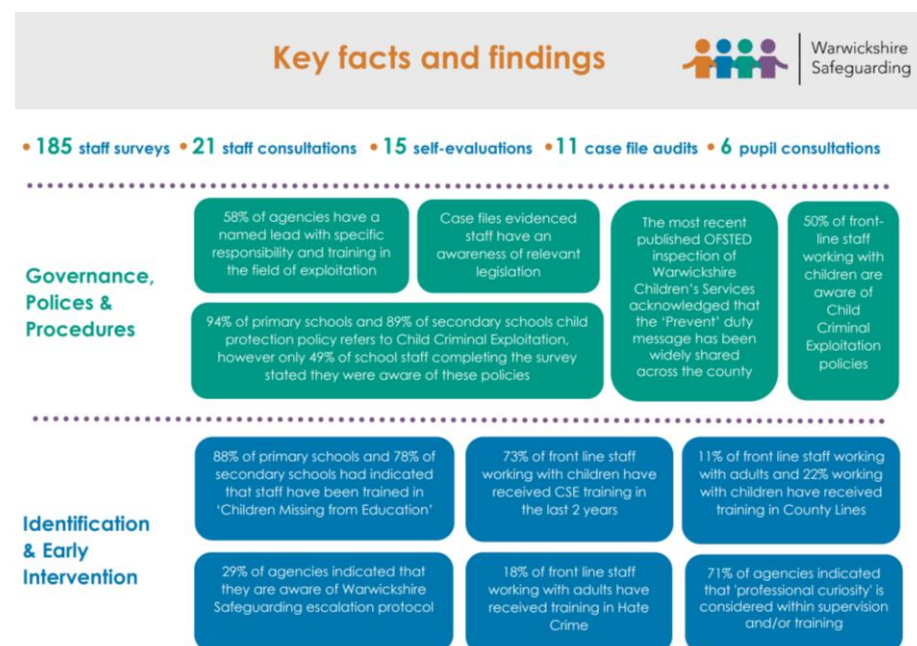 Key facts and findings
Warwickshire
Safeguarding
• 185 staff surveys • 21 staff consultations • 15 self-evaluations • 11 case file audits • 6 pupil consultations
Governance,
Polices &
Procedures
58% of agencies have a
named lead with specific
responsibility and training in
the field of exploitation
Case files evidenced
staff have an
awareness of relevant
legislation
94% of primary schools and 89% of secondary schools child
protection policy refers to Child Criminal Exploitation,
however only 49% of school staff completing the survey
stated they were aware of these policies
The most recent
published OFSTED
inspection of
Warwickshire
Children's Services
acknowledged that
the 'Prevent' duty
message has been
widely shared
across the county
50% of front-
line staff
working with
children are
aware of
Child
Criminal
Exploitation
policies
Identification
& Early
Intervention
88% of primary schools and 78% of
secondary schools had indicated
that staff have been trained in
'Children Missing from Education'
73% of front line staff
working with children have
received CSE training in
the last 2 years
11% of front line staff working
with adults and 22% working
with children have received
training in County Lines
29% of agencies indicated that
they are aware of Warwickshire
Safeguarding escalation protocol
18% of front line staff
working with adults have
received training in Hate
Crime
71% of agencies indicated
that 'professional curiosity' is
considered within supervision
and/or training